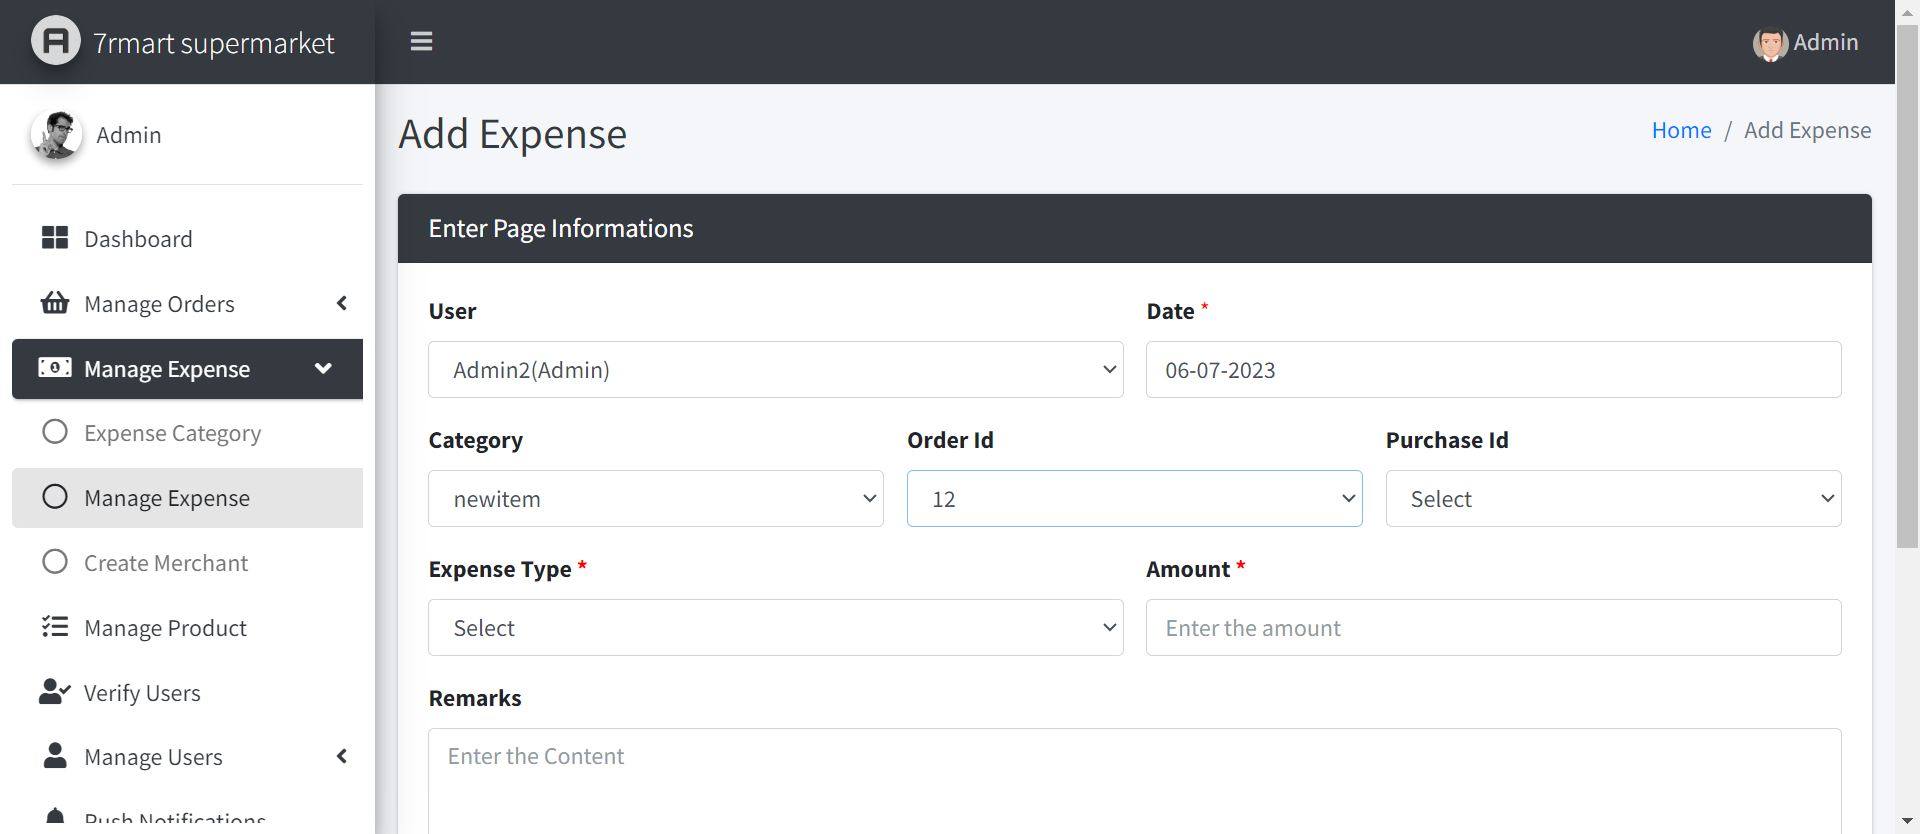 7rmart supermarket
Admin
Admin
Dashboard
Manage Orders
Manage Expense
Expense Category
Manage Expense
Create Merchant
Manage Product
Verify Users
Manage Users
Push Notifications
Add Expense
Home / Add Expense
Enter Page Informations
User
Date *
Admin2(Admin)
06-07-2023
Category
Order Id
Purchase Id
newitem
12
Select
Expense Type *
Amount *
Select
Enter the amount
Remarks
Enter the Content